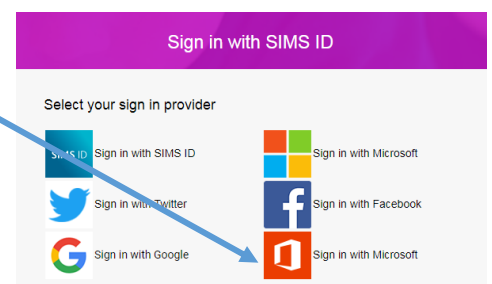 Sign in with SIMS ID
Select your sign in provider
SIMS ID Sign in with SIMS ID
Sign in with Microsoft
Sign in with Twitter
Sign in with Facebook
Sign in with Google
Sign in with Microsoft